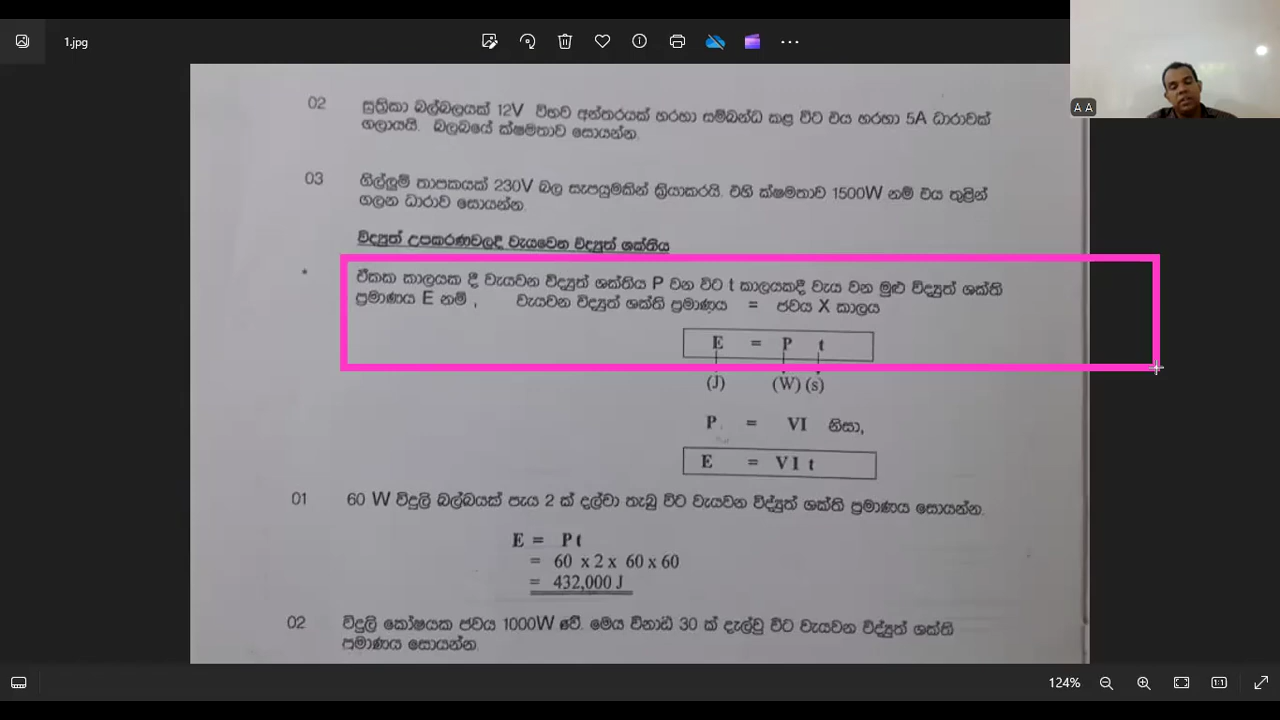 1.jpg
A A
02 සූත්‍රිකා බල්බලයක් 12V විභව අන්තරයක් හරහා සම්බන්ධ කළ විට එය හරහා 5A ධාරාවක්
ගලායයි. බලබයේ ක්ෂමතාව සොයන්න.
03 ගිල්ලුම් තාපකයක් 230V බල සැපයුමකින් ක්‍රියාකරයි. එහි ක්ෂමතාව 1500W නම් එය තුළින්
ගලන ධාරාව සොයන්න.
විද්‍යුත් උපකරණවලදී වැයවෙන විද්‍යුත් ශක්තිය
* ඒකක කාලයක දී වැයවන විද්‍යුත් ශක්තිය P වන විට t කාලයකදී වැය වන මුළු විද්‍යුත් ශක්ති
ප්‍රමාණය E නම් , වැයවන විද්‍යුත් ශක්ති ප්‍රමාණය = ජවය X කාලය
E = P t
(J) (W) (s)
P = VI නිසා,
E = V I t
01 60 W විදුලි බල්බයක් පැය 2 ක් දල්වා තැබූ විට වැයවන විද්‍යුත් ශක්ති ප්‍රමාණය සොයන්න.
E = P t
= 60 x 2 x 60 x 60
= 432,000 J
02 විදුලි කෝෂයක ජවය 1000W වේ. මෙය විනාඩි 30 ක් දැල්වූ විට වැයවන විද්‍යුත් ශක්ති
ප්‍රමාණය සොයන්න.
124%
1:1